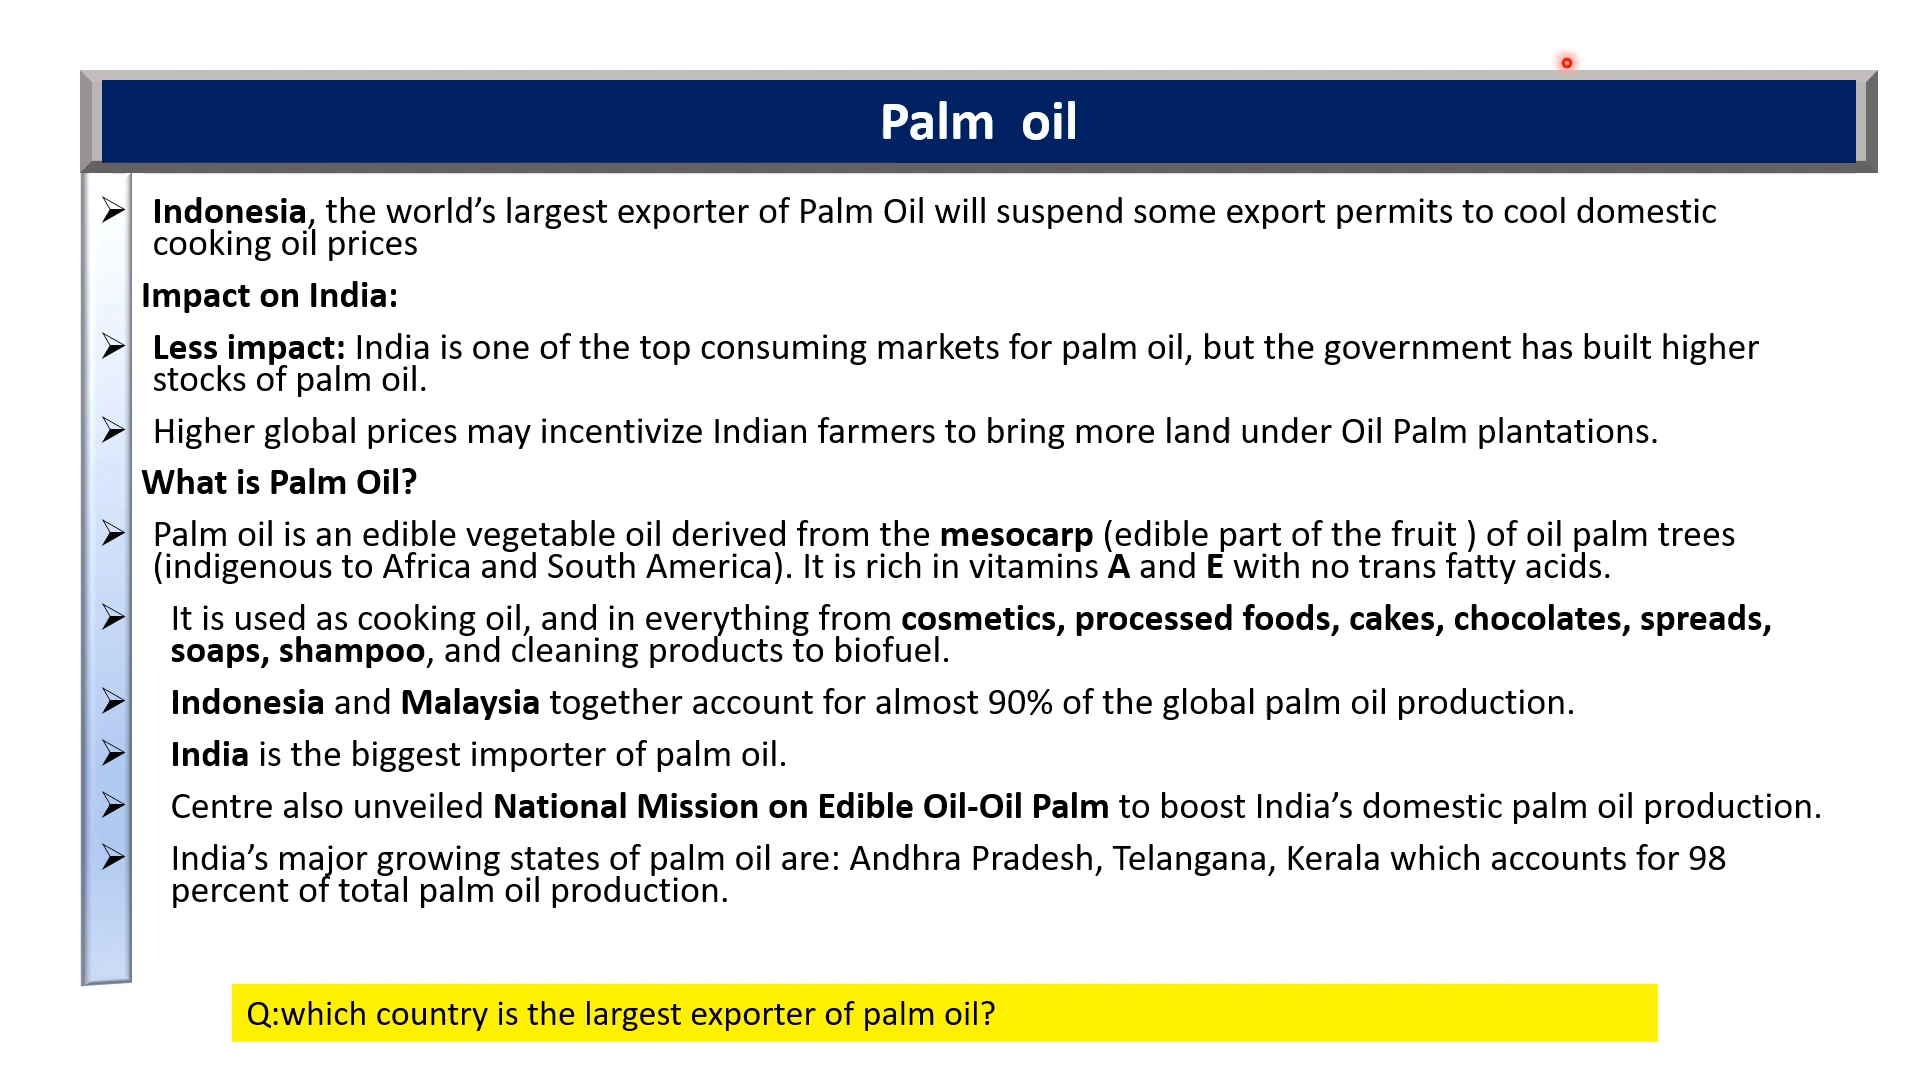 Palm oil
Indonesia, the world’s largest exporter of Palm Oil will suspend some export permits to cool domestic
cooking oil prices
Impact on India:
Less impact: India is one of the top consuming markets for palm oil, but the government has built higher
stocks of palm oil.
Higher global prices may incentivize Indian farmers to bring more land under Oil Palm plantations.
What is Palm Oil?
Palm oil is an edible vegetable oil derived from the mesocarp (edible part of the fruit ) of oil palm trees
(indigenous to Africa and South America). It is rich in vitamins A and E with no trans fatty acids.
It is used as cooking oil, and in everything from cosmetics, processed foods, cakes, chocolates, spreads,
soaps, shampoo, and cleaning products to biofuel.
Indonesia and Malaysia together account for almost 90% of the global palm oil production.
India is the biggest importer of palm oil.
Centre also unveiled National Mission on Edible Oil-Oil Palm to boost India’s domestic palm oil production.
India’s major growing states of palm oil are: Andhra Pradesh, Telangana, Kerala which accounts for 98
percent of total palm oil production.
Q:which country is the largest exporter of palm oil?